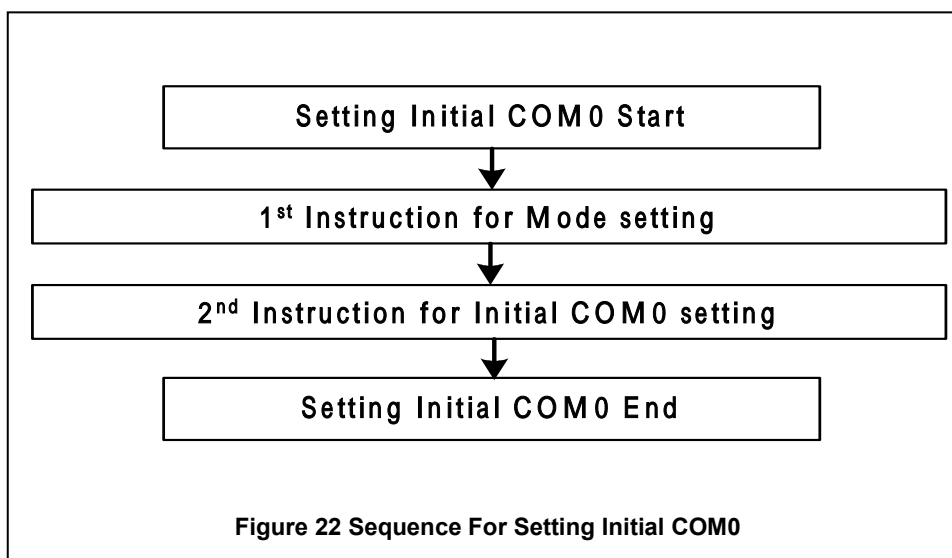 Setting Initial COM0 Start
1st Instruction for Mode setting
2nd Instruction for Initial COM0 setting
Setting Initial COM0 End
Figure 22 Sequence For Setting Initial COM0